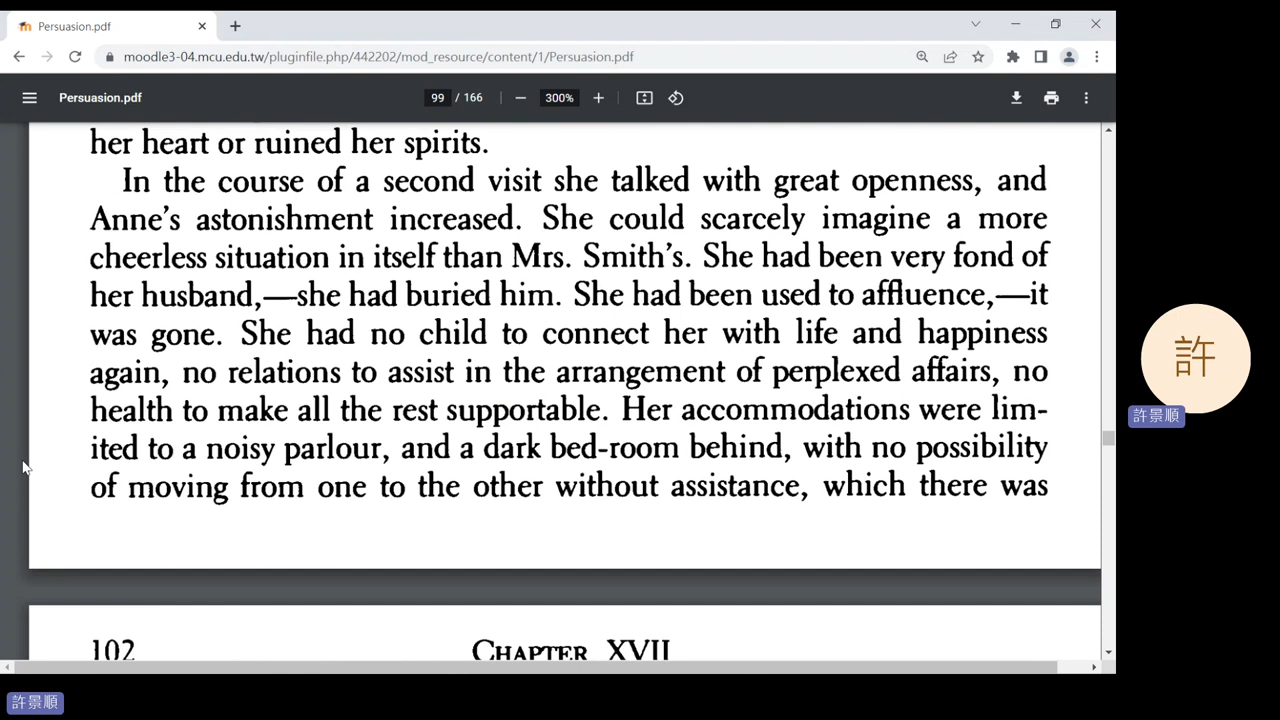 Persuasion.pdf
moodle3-04.mcu.edu.tw/pluginfile.php/442202/mod_resource/content/1/Persuasion.pdf
Persuasion.pdf
99 / 166
300%
her heart or ruined her spirits.
In the course of a second visit she talked with great openness, and
Anne’s astonishment increased. She could scarcely imagine a more
cheerless situation in itself than Mrs. Smith’s. She had been very fond of
her husband,—she had buried him. She had been used to affluence,—it
was gone. She had no child to connect her with life and happiness
again, no relations to assist in the arrangement of perplexed affairs, no
health to make all the rest supportable. Her accommodations were lim-
ited to a noisy parlour, and a dark bed-room behind, with no possibility
of moving from one to the other without assistance, which there was
102 CHAPTER XVII
許
許景順
許景順